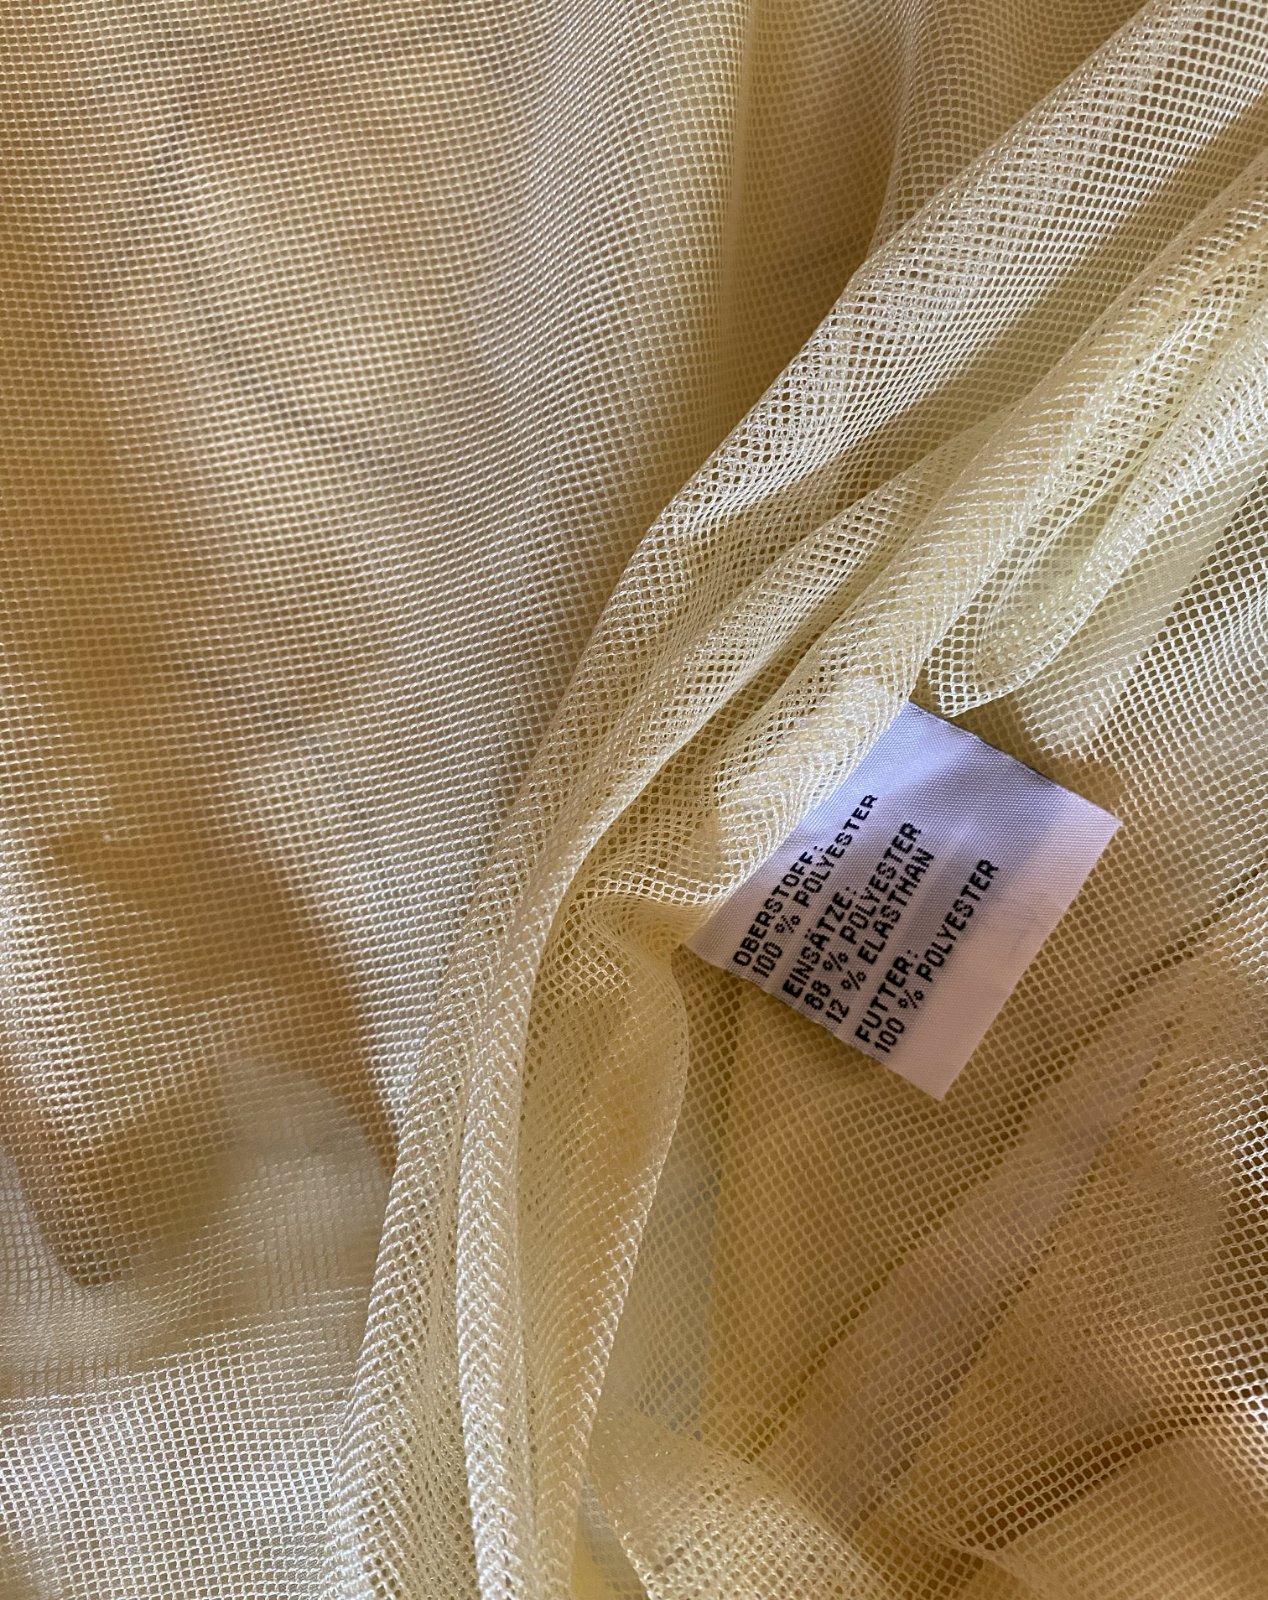 OBERSTOFF:
100 % POLYESTER
EINSÄTZE:
88 % POLYESTER
12 % ELASTHAN
FUTTER:
100 % POLYESTER